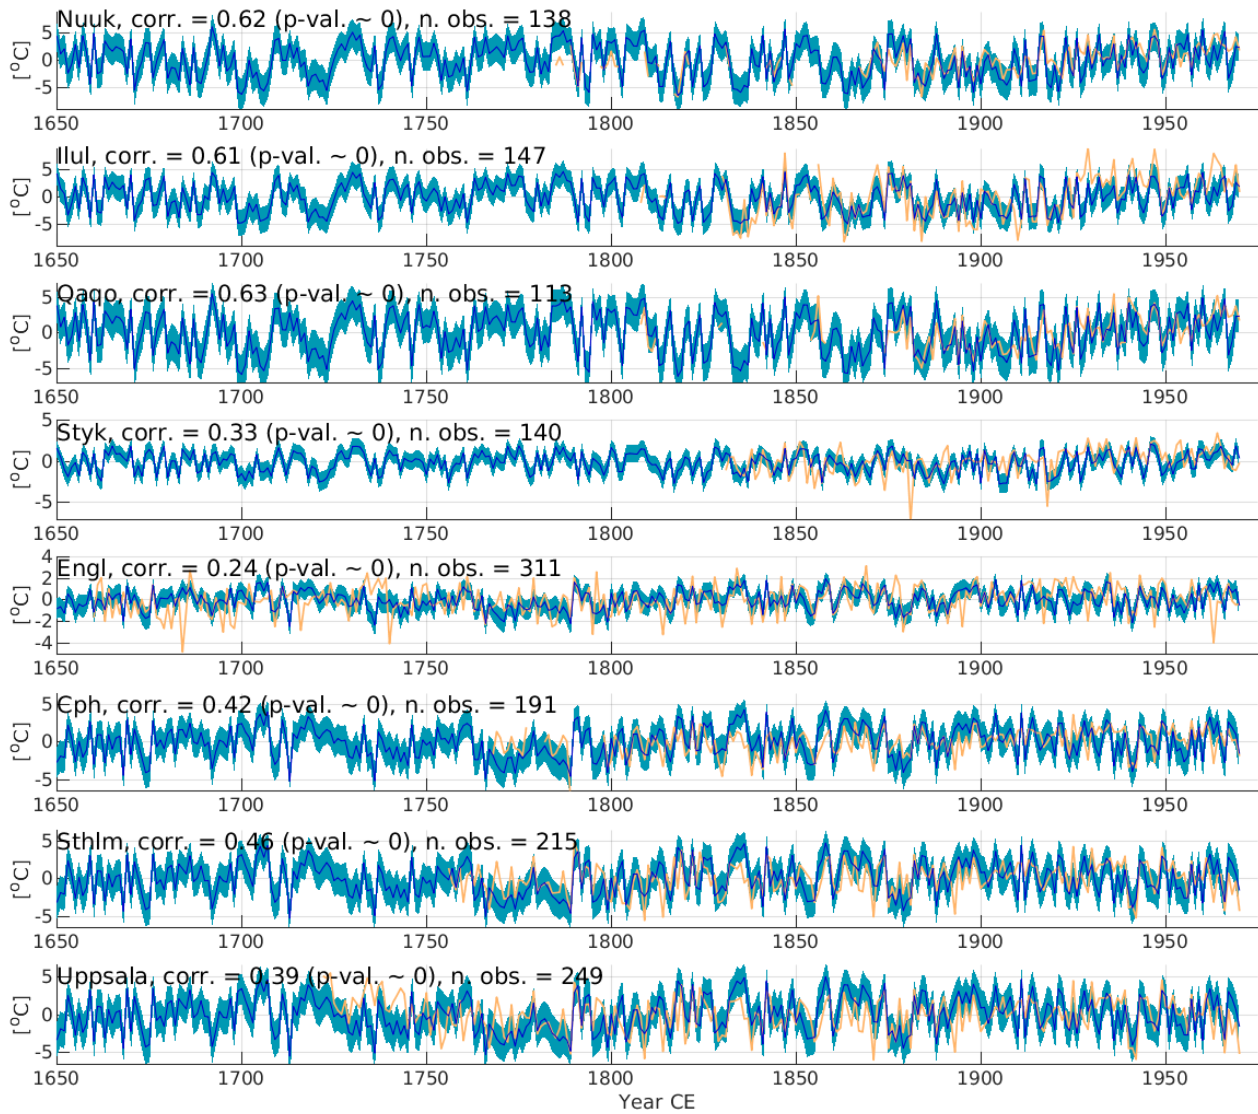 Nuuk, corr. = 0.62 (p-val. ~ 0), n. obs. = 138
5
0
-5
[°C]
1650 1700 1750 1800 1850 1900 1950
Ilul, corr. = 0.61 (p-val. ~ 0), n. obs. = 147
5
0
-5
[°C]
1650 1700 1750 1800 1850 1900 1950
Qaqo, corr. = 0.63 (p-val. ~ 0), n. obs. = 113
5
0
-5
[°C]
1650 1700 1750 1800 1850 1900 1950
5
Styk, corr. = 0.33 (p-val. ~ 0), n. obs. = 140
0
-5
[°C]
1650 1700 1750 1800 1850 1900 1950
4
Engl, corr. = 0.24 (p-val. ~ 0), n. obs. = 311
2
0
-2
-4
[°C]
1650 1700 1750 1800 1850 1900 1950
Cph, corr. = 0.42 (p-val. ~ 0), n. obs. = 191
5
0
-5
[°C]
1650 1700 1750 1800 1850 1900 1950
Sthlm, corr. = 0.46 (p-val. ~ 0), n. obs. = 215
5
0
-5
[°C]
1650 1700 1750 1800 1850 1900 1950
Uppsala, corr. = 0.39 (p-val. ~ 0), n. obs. = 249
5
0
-5
[°C]
1650 1700 1750 1800 1850 1900 1950
Year CE